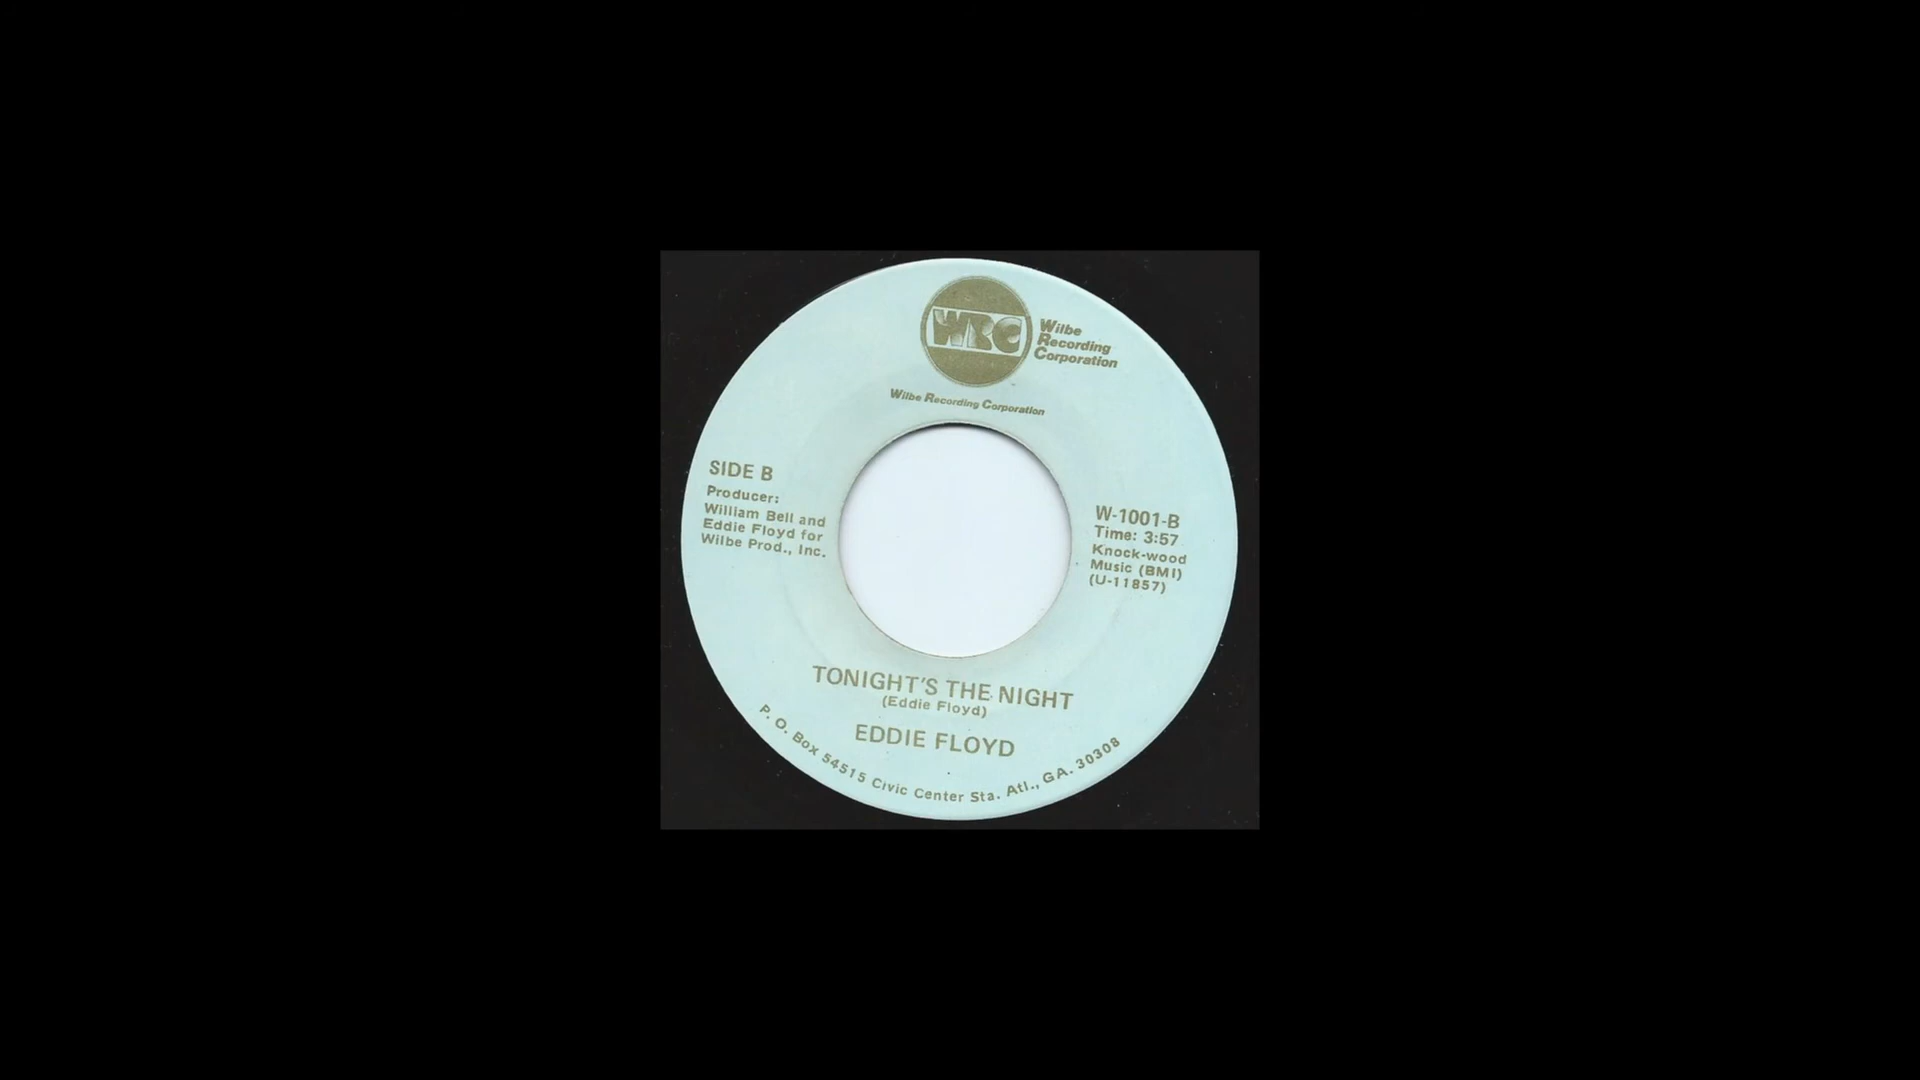 WRC
Wilbe
Recording
Corporation
Wilbe Recording Corporation
SIDE B
Producer:
William Bell and
Eddie Floyd for
Wilbe Prod., Inc.
W-1001-B
Time: 3:57
Knock-wood
Music (BMI)
(U-11857)
TONIGHT'S THE NIGHT
(Eddie Floyd)
EDDIE FLOYD
P. O. Box 54515 Civic Center Sta. Atl., GA. 30308